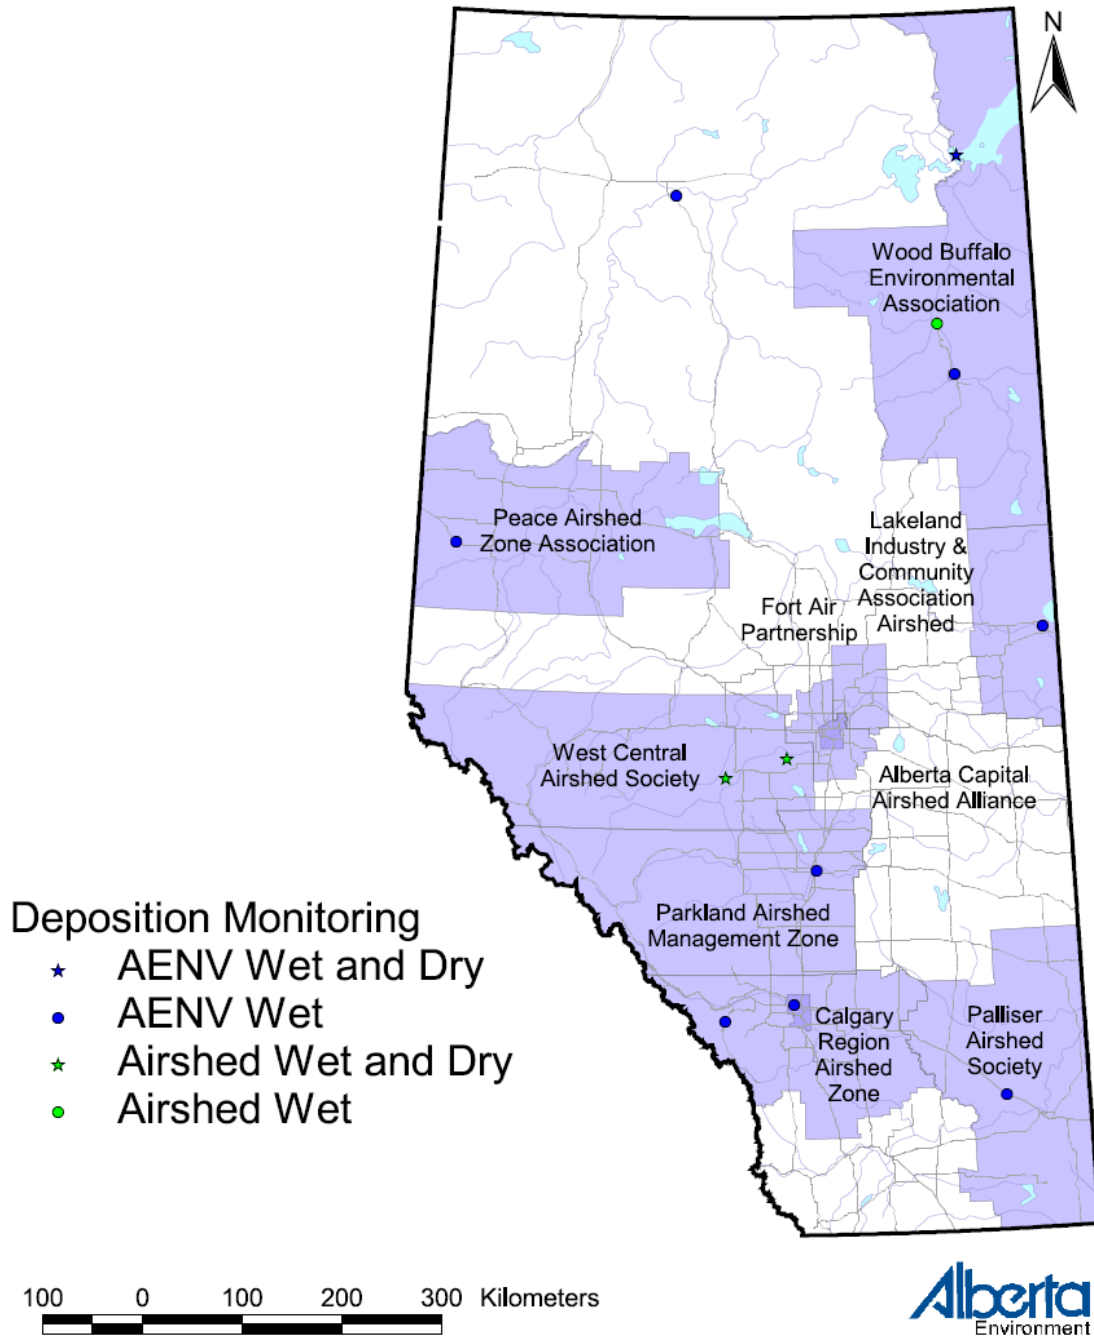 N
Wood Buffalo
Environmental
Association
Peace Airshed
Zone Association
Lakeland
Industry &
Community
Association
Airshed
Fort Air
Partnership
West Central
Airshed Society
Alberta Capital
Airshed Alliance
Parkland Airshed
Management Zone
Calgary
Region
Airshed
Zone
Palliser
Airshed
Society
Deposition Monitoring
AENV Wet and Dry
AENV Wet
Airshed Wet and Dry
Airshed Wet
100 0 100 200 300 Kilometers
Alberta
Environment